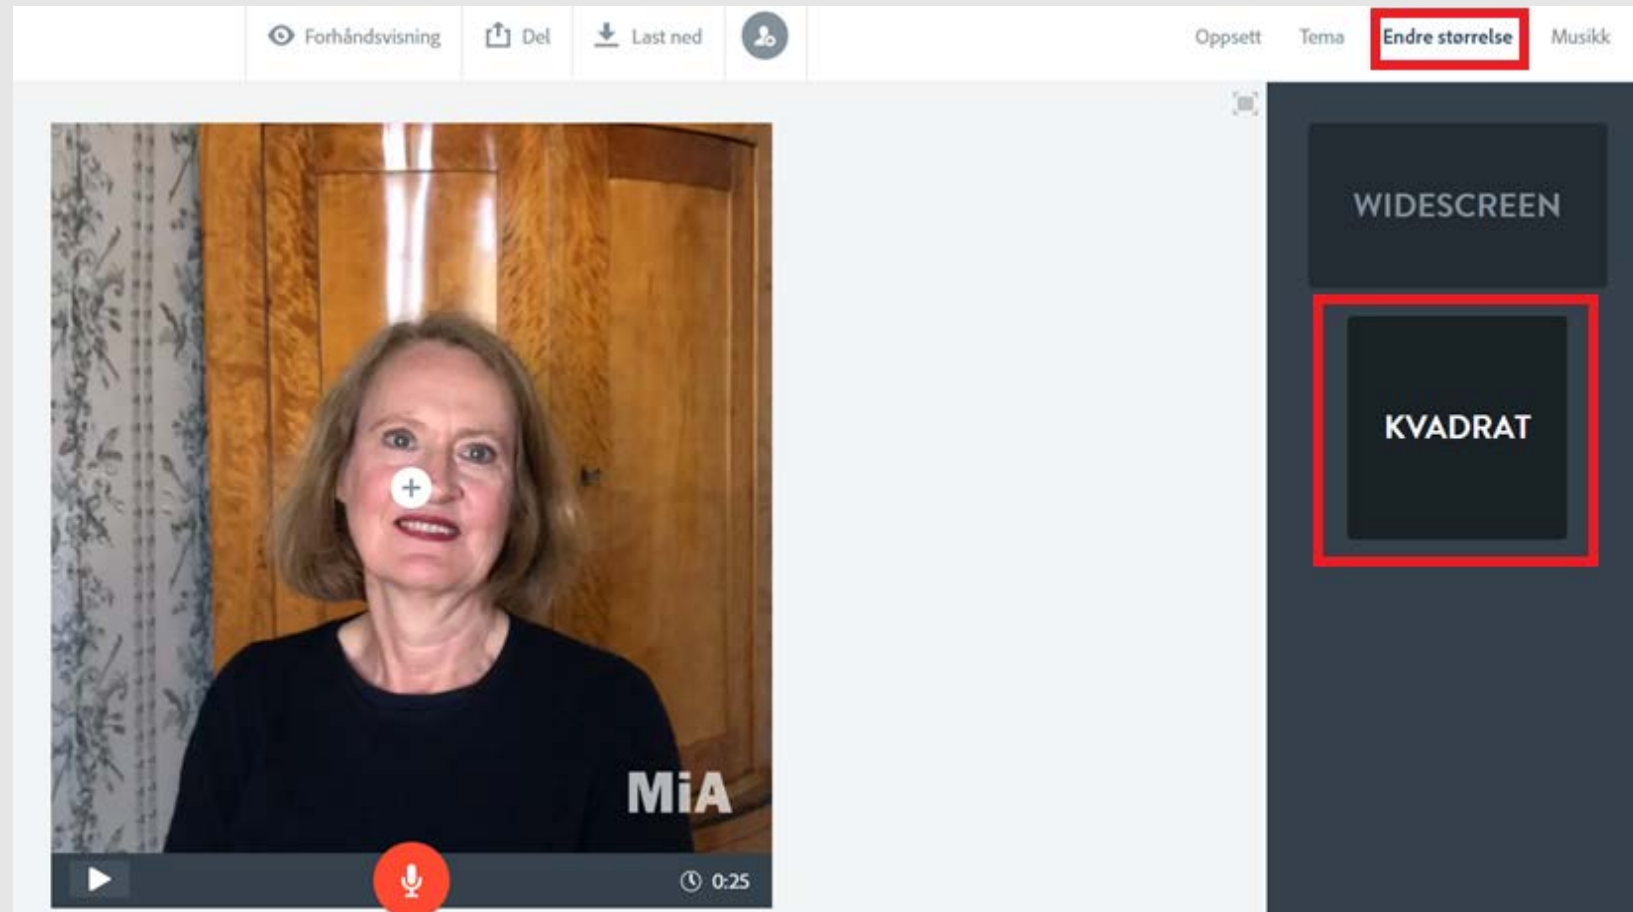 Forhåndsvisning
Del
Last ned
Oppsett
Tema
Endre størrelse
Musikk
WIDESCREEN
KVADRAT
MiA
0:25